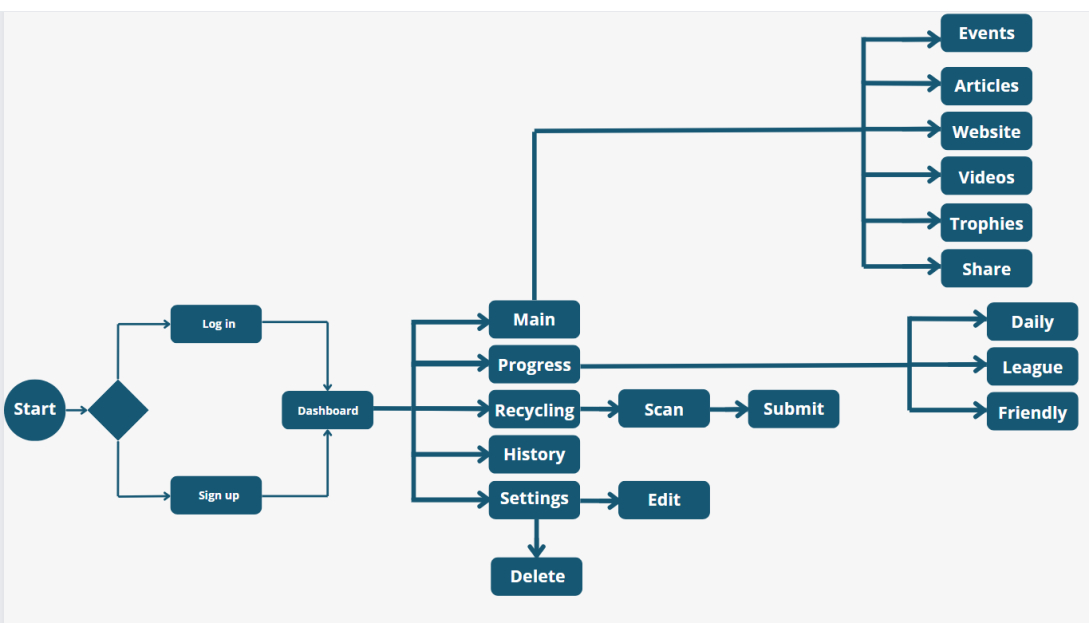 Events
Articles
Website
Videos
Trophies
Share
Main
Log in
Daily
Progress
League
Start
Dashboard
Recycling
Scan
Submit
Friendly
History
Sign up
Settings
Edit
Delete